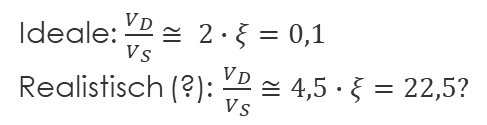 Ideale: V_D/V_S ≅ 2 · ξ = 0,1
Realistisch (?): V_D/V_S ≅ 4,5 · ξ = 22,5?